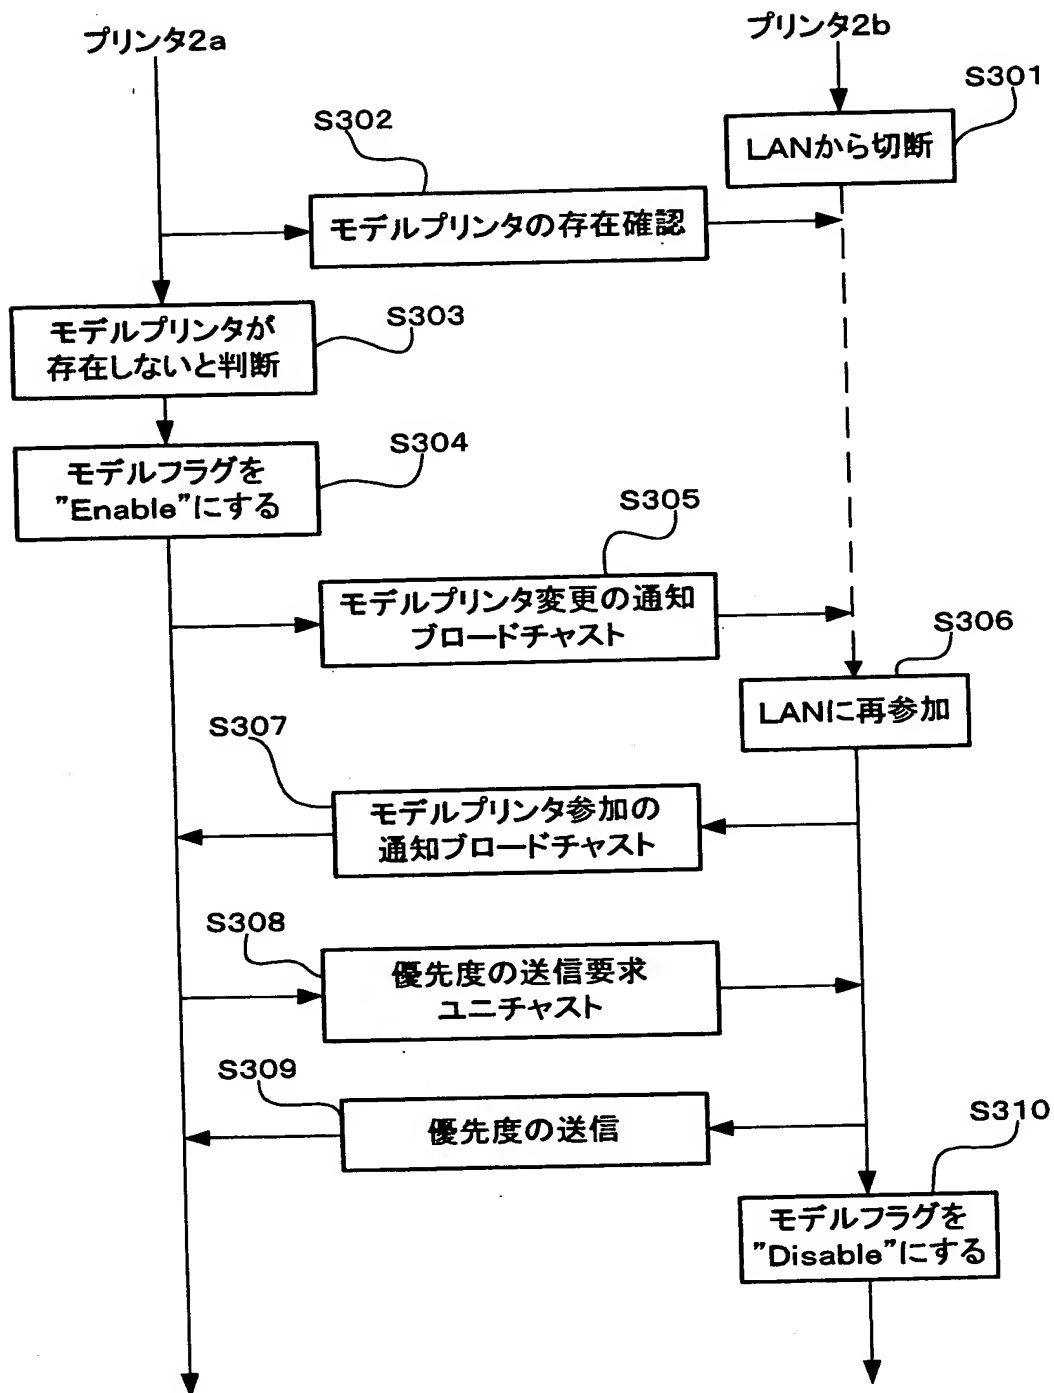 プリンタ2a
プリンタ2b
S301
LANから切断
S302
モデルプリンタの存在確認
S303
モデルプリンタが
存在しないと判断
S304
モデルフラグを
”Enable”にする
S305
モデルプリンタ変更の通知
ブロードチャスト
S306
LANに再参加
S307
モデルプリンタ参加の
通知ブロードチャスト
S308
優先度の送信要求
ユニチャスト
S309
優先度の送信
S310
モデルフラグを
”Disable”にする